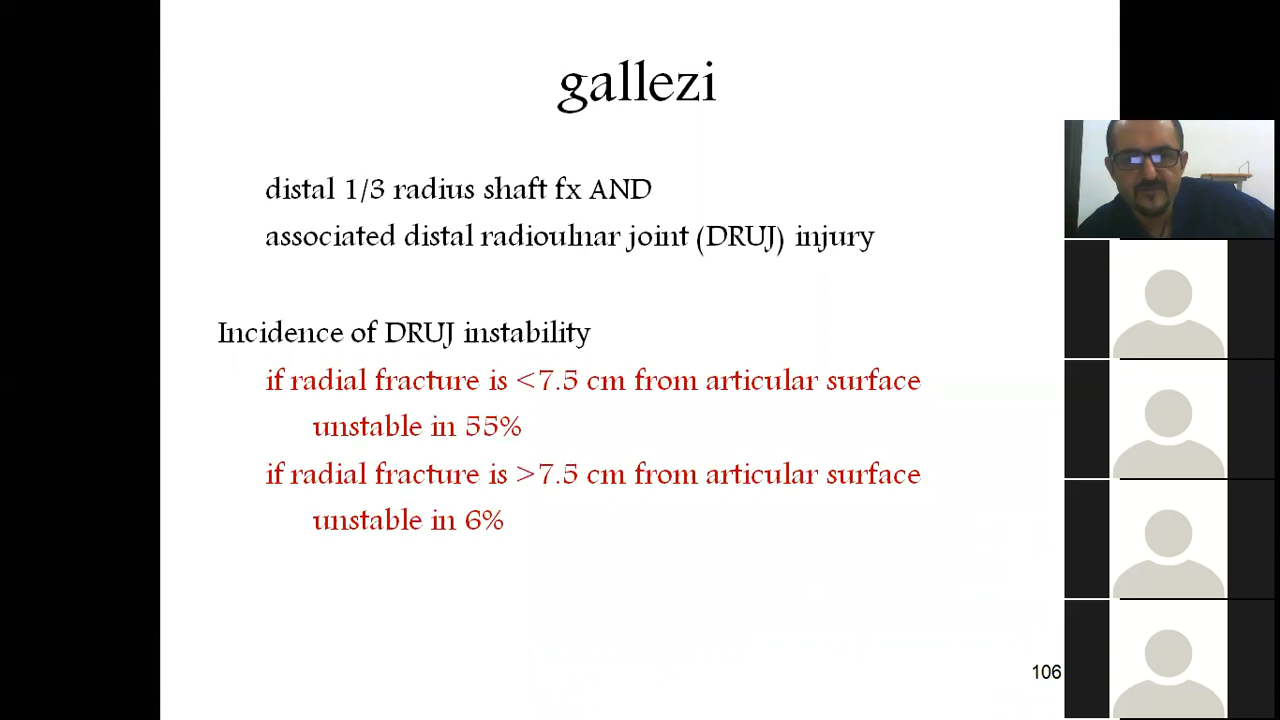 gallezi
distal 1/3 radius shaft fx AND
associated distal radioulnar joint (DRUJ) injury
Incidence of DRUJ instability
if radial fracture is <7.5 cm from articular surface
unstable in 55%
if radial fracture is >7.5 cm from articular surface
unstable in 6%
106